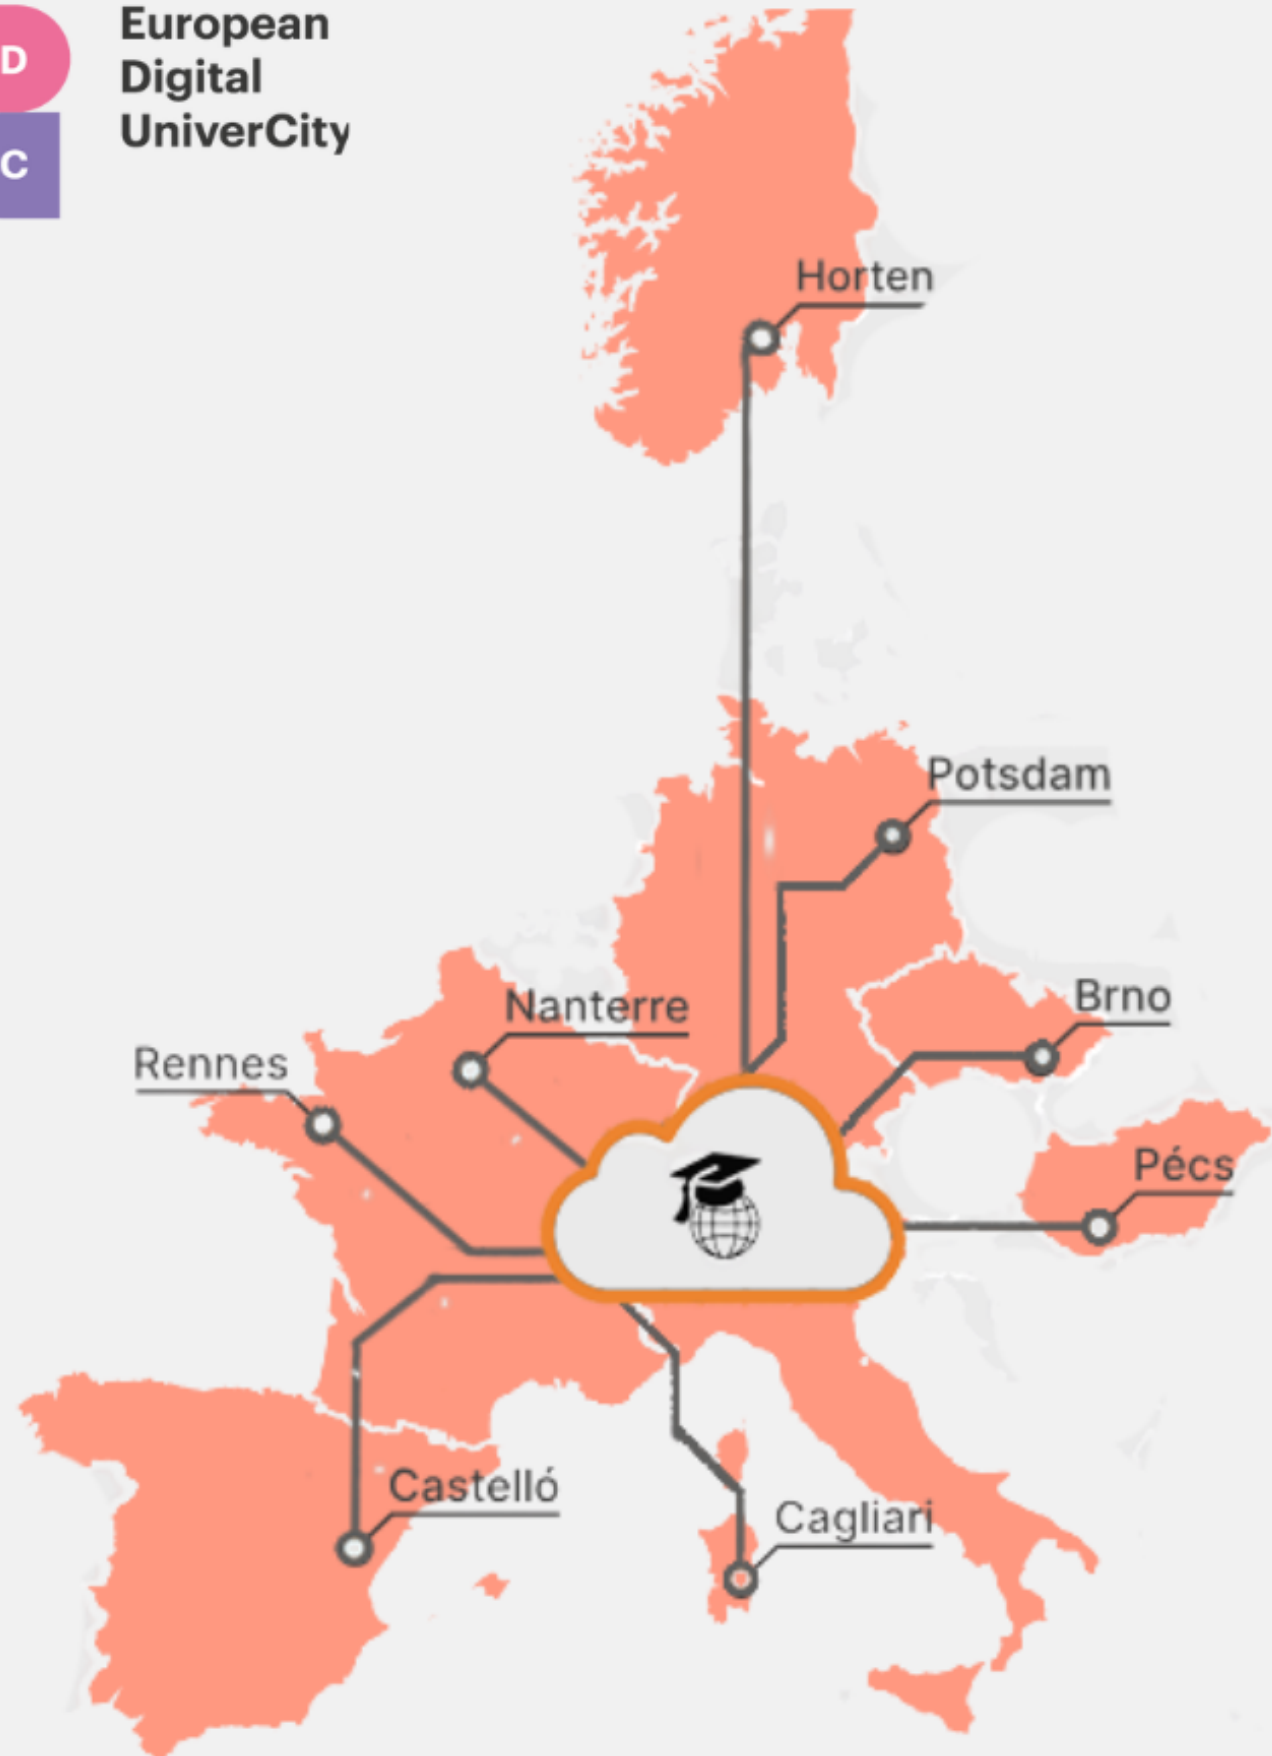 D
C
European
Digital
UniverCity
Horten
Potsdam
Brno
Nanterre
Rennes
Pécs
Castelló
Cagliari